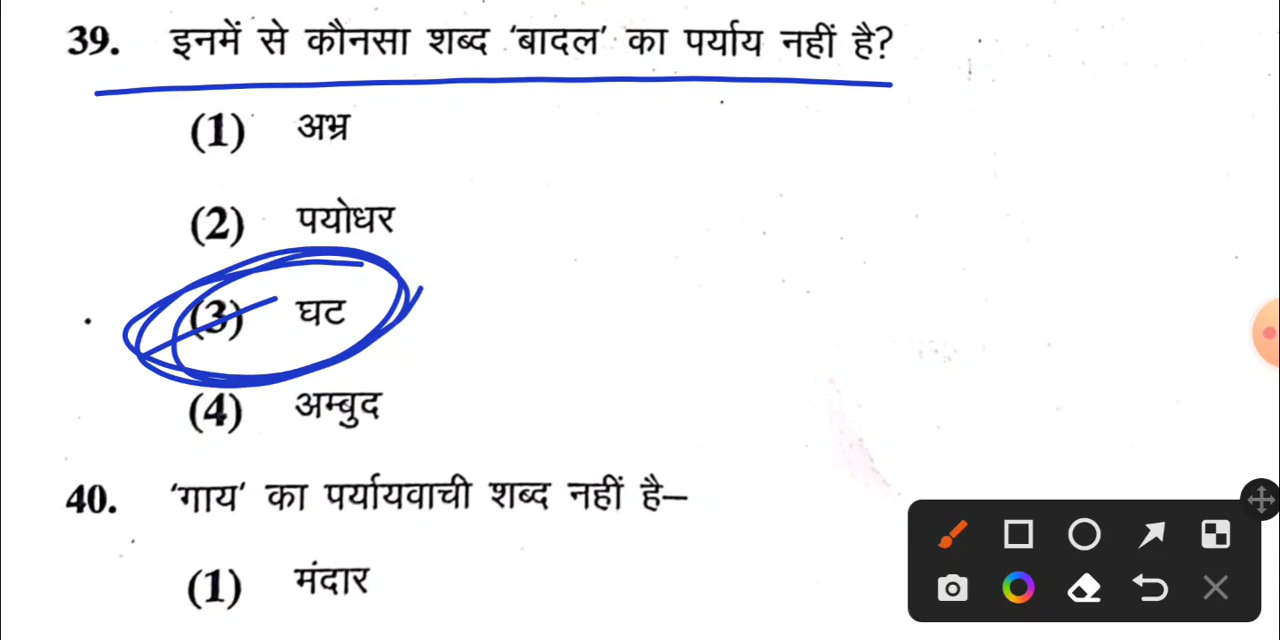 39. इनमें से कौनसा शब्द 'बादल' का पर्याय नहीं है?
(1) अभ्र
(2) पयोधर
(3) घट
(4) अम्बुद
40. 'गाय' का पर्यायवाची शब्द नहीं है–
(1) मंदार